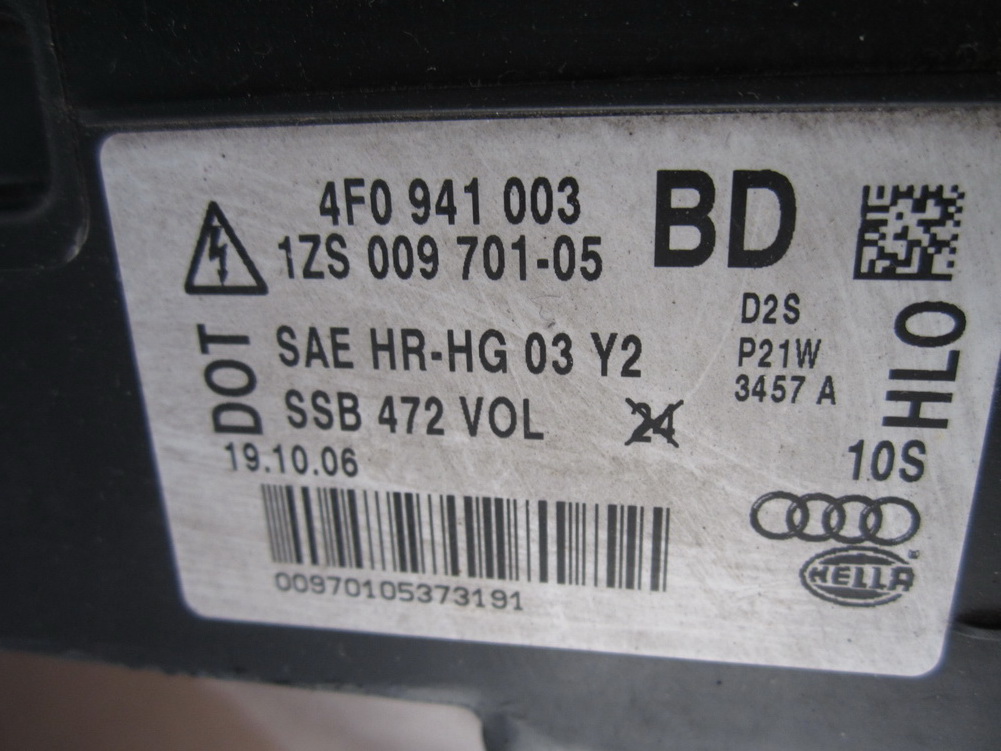 4F0 941 003
BD
1ZS 009 701-05
DOT
SAE HR-HG 03 Y2
SSB 472 VOL
24
19.10.06
D2S
P21W
3457 A
HLO
10S
HELLA
00970105373191